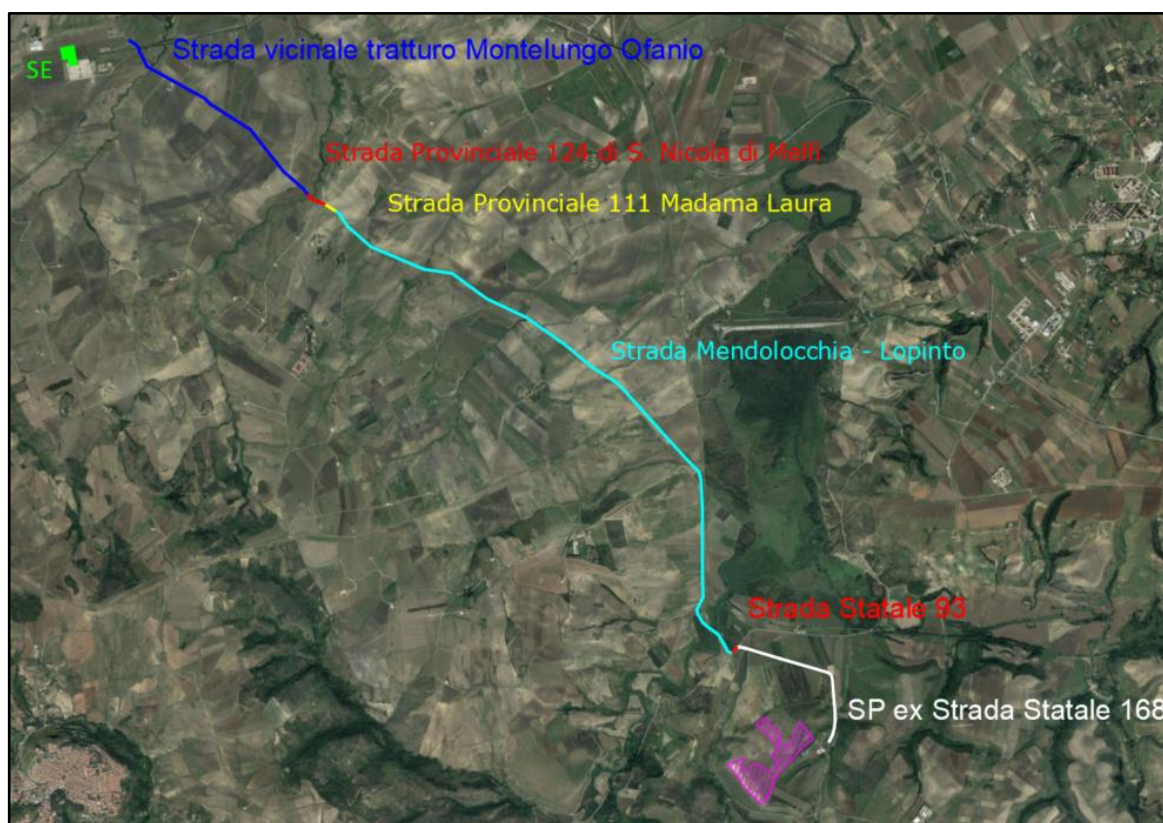 Strada vicinale tratturo Montelungo Ofanio
SE
Strada Provinciale 124 di S. Nicola di Melfi
Strada Provinciale 111 Madama Laura
Strada Mendolocchia - Lopinto
Strada Statale 93
SP ex Strada Statale 168